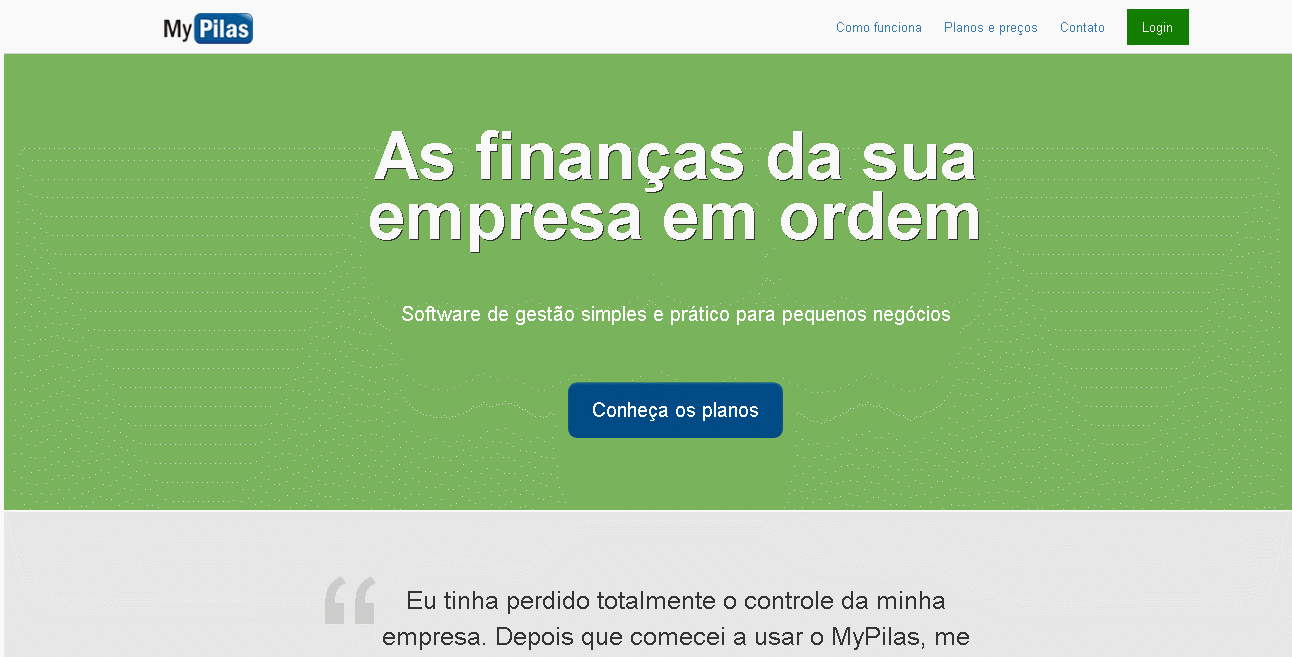 MyPilas
Como funciona
Planos e preços
Contato
Login
As finanças da sua
empresa em ordem
Software de gestão simples e prático para pequenos negócios
Conheça os planos
“ Eu tinha perdido totalmente o controle da minha
empresa. Depois que comecei a usar o MyPilas, me